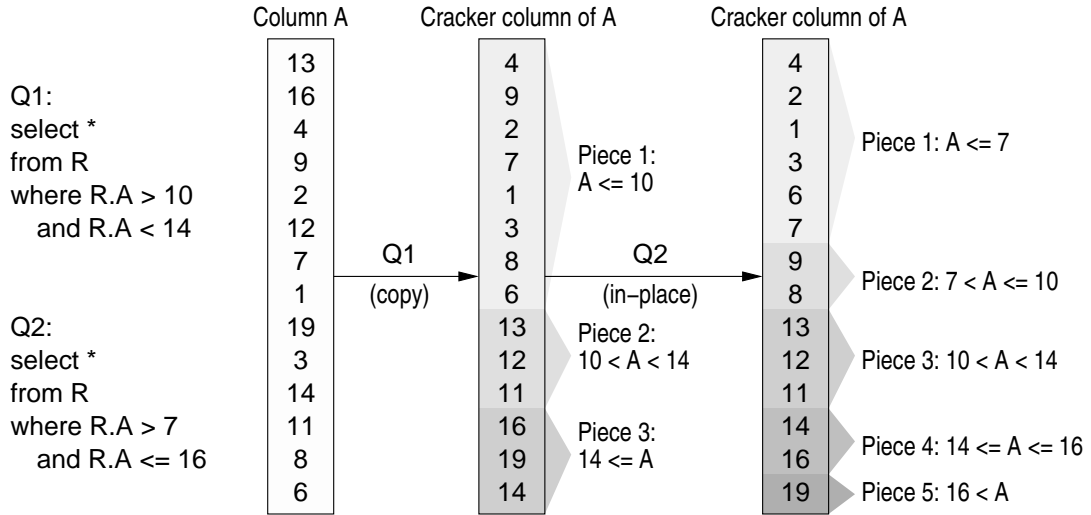 Column A
Cracker column of A
Cracker column of A
Q1:
select *
from R
where R.A > 10
and R.A < 14
Q2:
select *
from R
where R.A > 7
and R.A <= 16
13
16
4
9
2
12
7
1
19
3
14
11
8
6
Q1
(copy)
4
9
2
7
1
3
8
6
13
12
11
16
19
14
Piece 1:
A <= 10
Piece 2:
10 < A < 14
Piece 3:
14 <= A
Q2
(in–place)
4
2
1
3
6
7
9
8
13
12
11
14
16
19
Piece 1: A <= 7
Piece 2: 7 < A <= 10
Piece 3: 10 < A < 14
Piece 4: 14 <= A <= 16
Piece 5: 16 < A